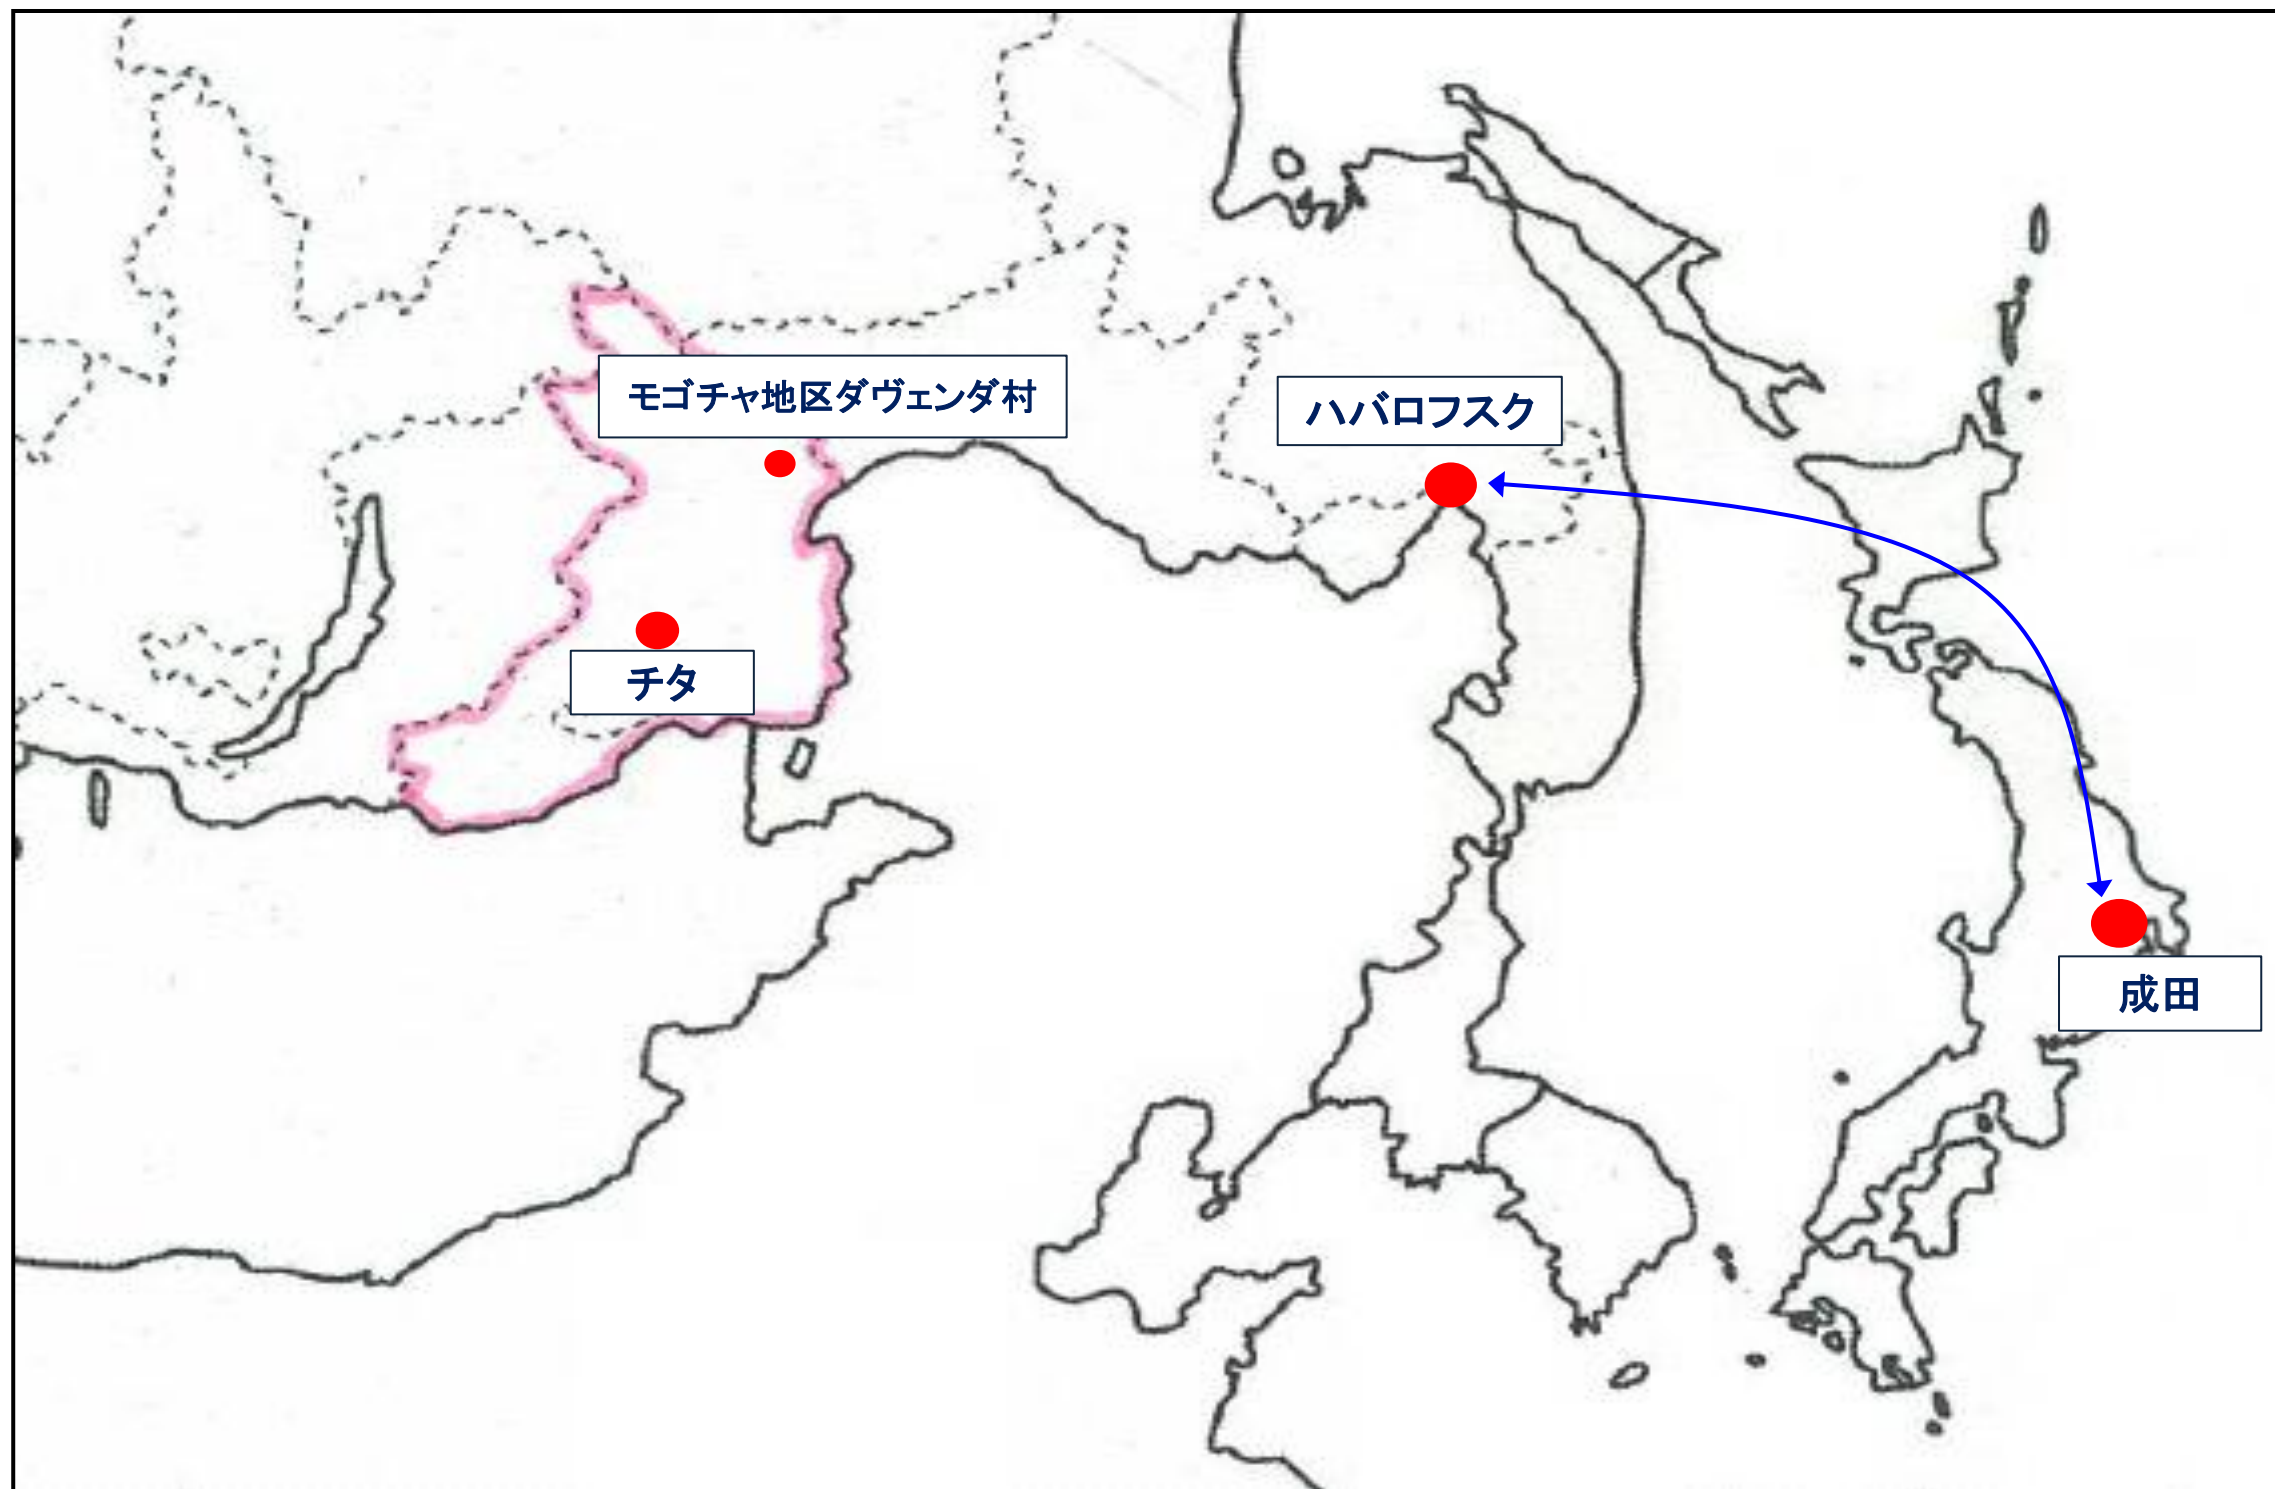 モゴチャ地区ダヴェンダ村
ハバロフスク
チタ
成田